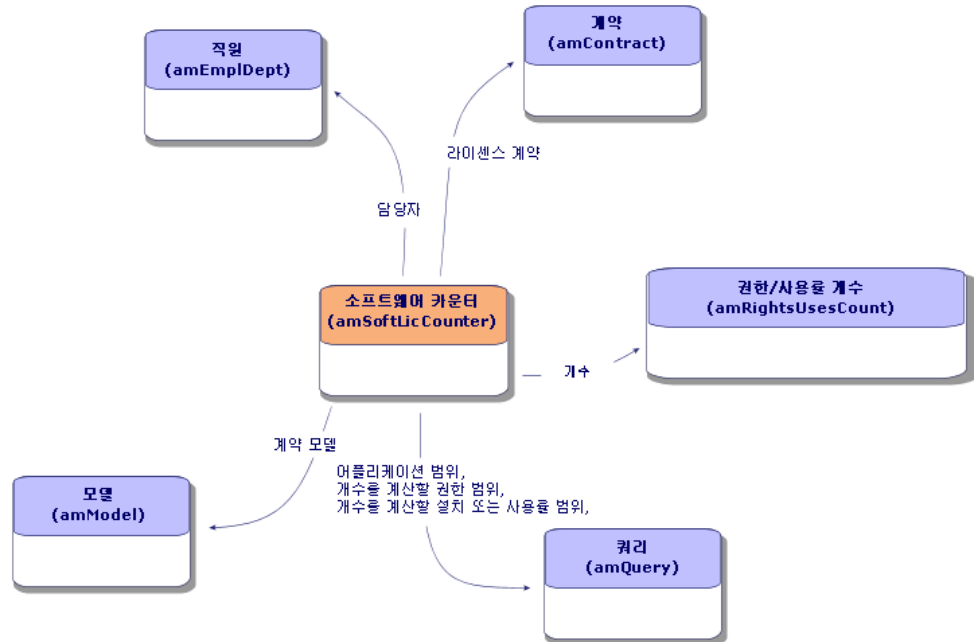 계약
(amContract)
직원
(amEmplDept)
라이센스 계약
담당자
권한/사용률 개수
(amRightsUsesCount)
소프트웨어 카운터
(amSoftLicCounter)
개수
계약 모델
어플리케이션 범위,
개수를 계산할 권한 범위,
개수를 계산할 설치 또는 사용률 범위,
모델
(amModel)
쿼리
(amQuery)